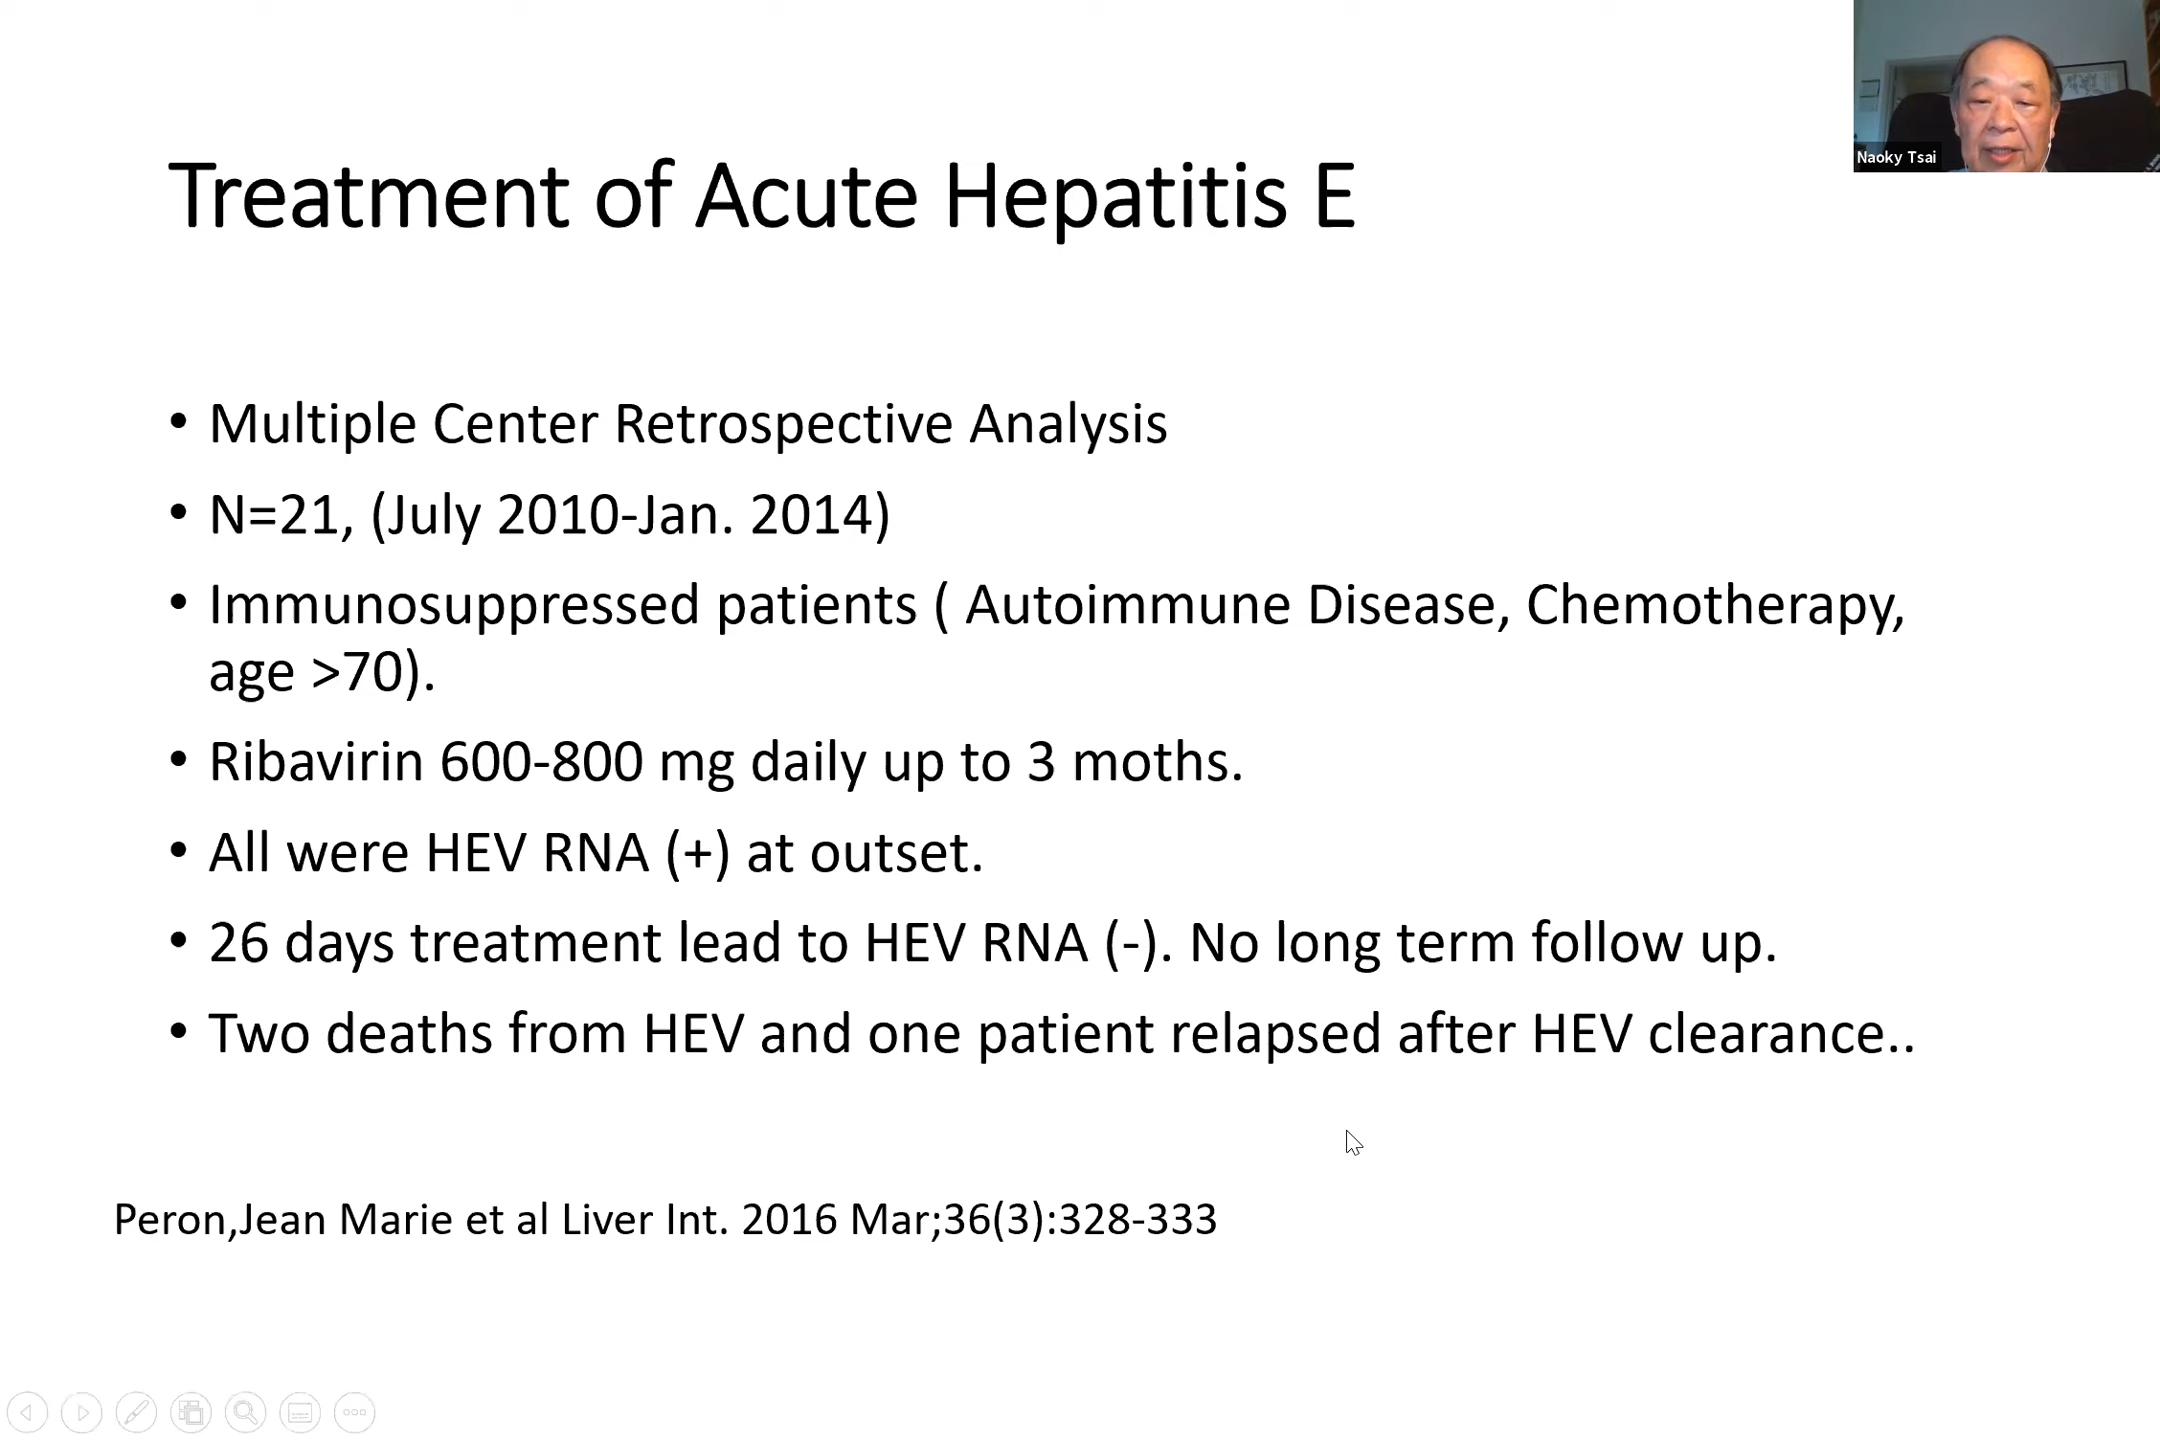 Naoky Tsai
Treatment of Acute Hepatitis E
• Multiple Center Retrospective Analysis
• N=21, (July 2010-Jan. 2014)
• Immunosuppressed patients ( Autoimmune Disease, Chemotherapy,
age >70).
• Ribavirin 600-800 mg daily up to 3 moths.
• All were HEV RNA (+) at outset.
• 26 days treatment lead to HEV RNA (-). No long term follow up.
• Two deaths from HEV and one patient relapsed after HEV clearance..
Peron,Jean Marie et al Liver Int. 2016 Mar;36(3):328-333